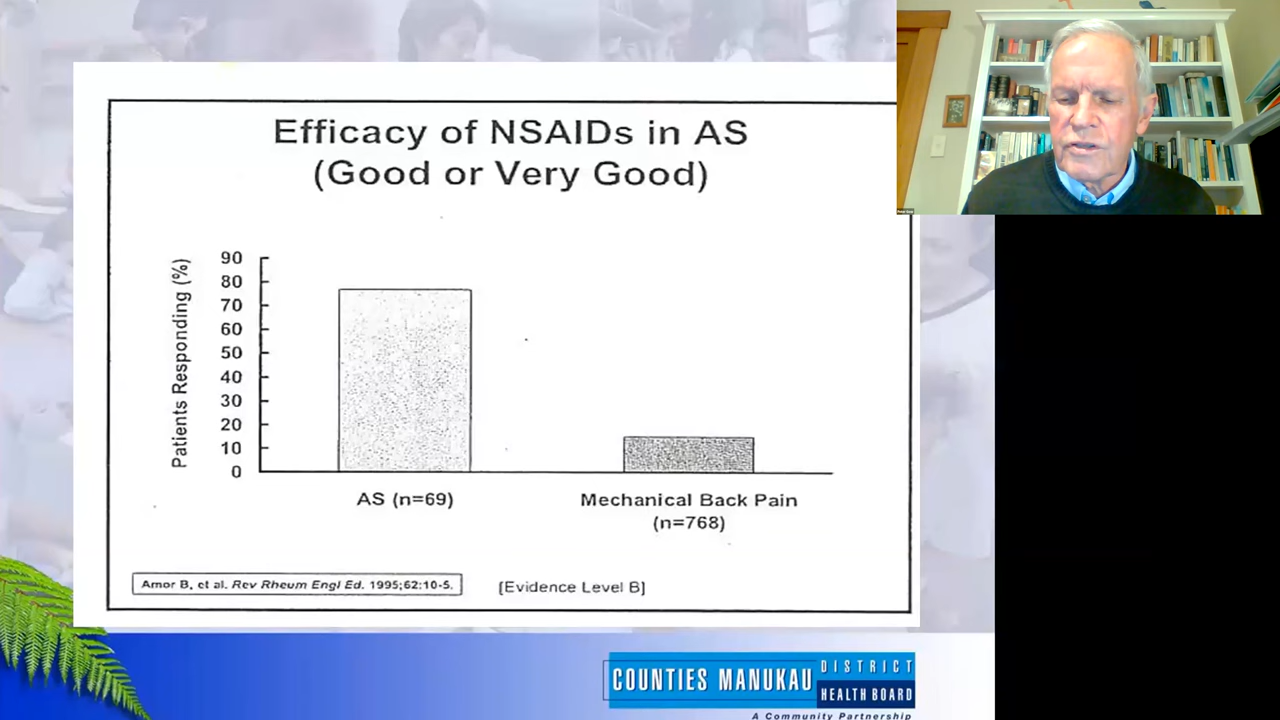 Efficacy of NSAIDs in AS
(Good or Very Good)
Patients Responding (%)
90
80
70
60
50
40
30
20
10
0
AS (n=69)
Mechanical Back Pain
(n=768)
Amor B, et al. Rev Rheum Engl Ed. 1995;62:10-5.
[Evidence Level B]
COUNTIES MANUKAU
DISTRICT
HEALTH BOARD
A Community Partnership